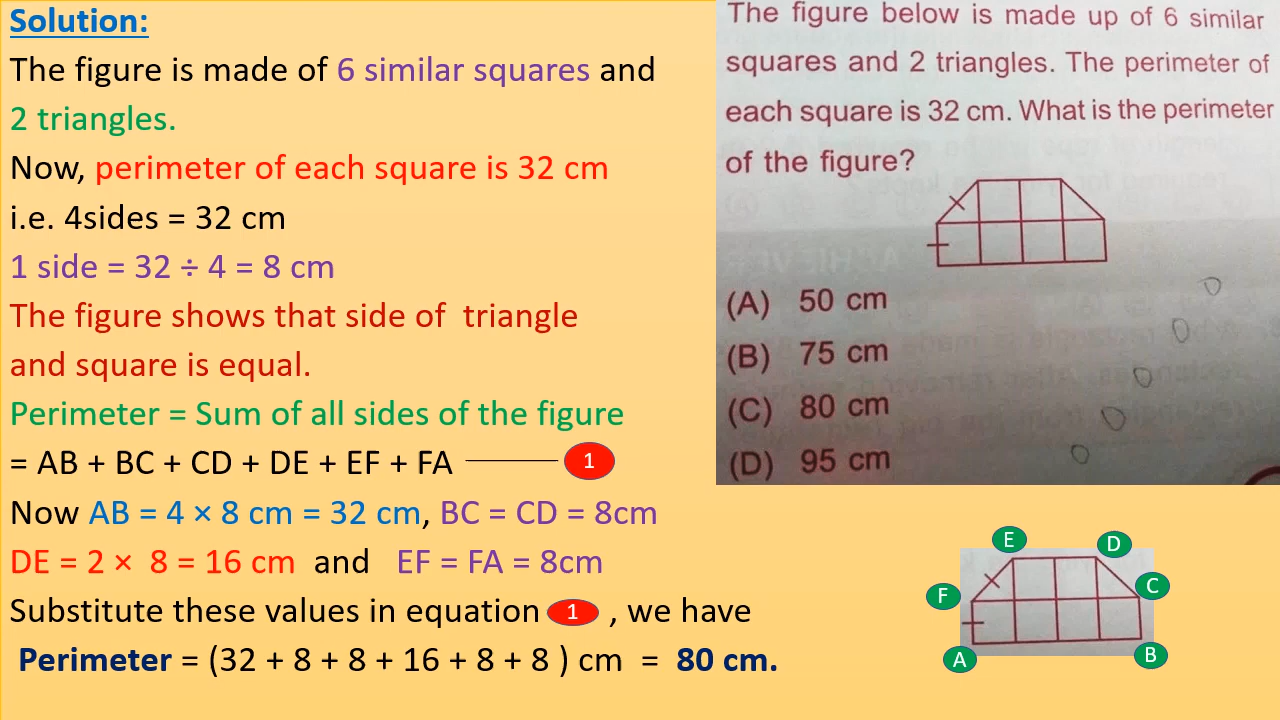 Solution:
The figure is made of 6 similar squares and
2 triangles.
Now, perimeter of each square is 32 cm
i.e. 4sides = 32 cm
1 side = 32 ÷ 4 = 8 cm
The figure shows that side of triangle
and square is equal.
Perimeter = Sum of all sides of the figure
= AB + BC + CD + DE + EF + FA 1
Now AB = 4 × 8 cm = 32 cm, BC = CD = 8cm
DE = 2 × 8 = 16 cm and EF = FA = 8cm
Substitute these values in equation 1 , we have
Perimeter = (32 + 8 + 8 + 16 + 8 + 8 ) cm = 80 cm.
The figure below is made up of 6 similar
squares and 2 triangles. The perimeter of
each square is 32 cm. What is the perimeter
of the figure?
(A) 50 cm
(B) 75 cm
(C) 80 cm
(D) 95 cm
E D
F C
A B